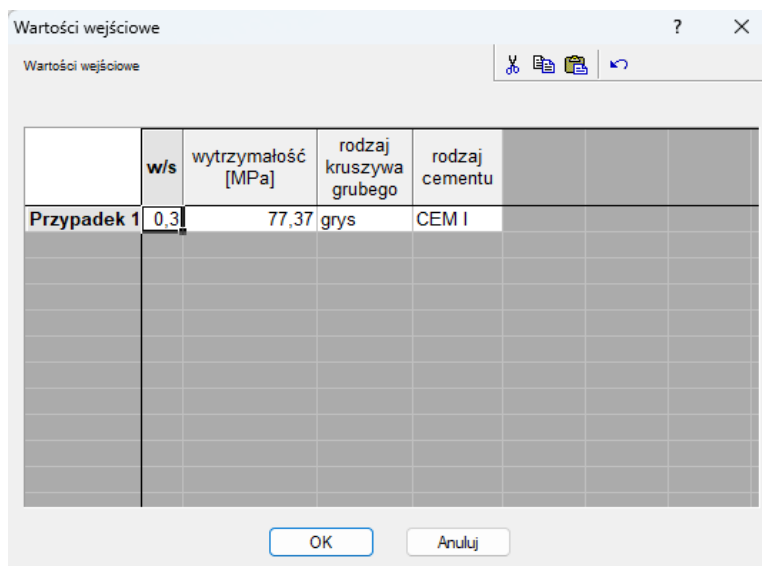 Wartości wejściowe
?
Wartości wejściowe
w/s
wytrzymałość
[MPa]
rodzaj
kruszywa
grubego
rodzaj
cementu
Przypadek 1 0,3 77,37 grys CEM I
OK Anuluj